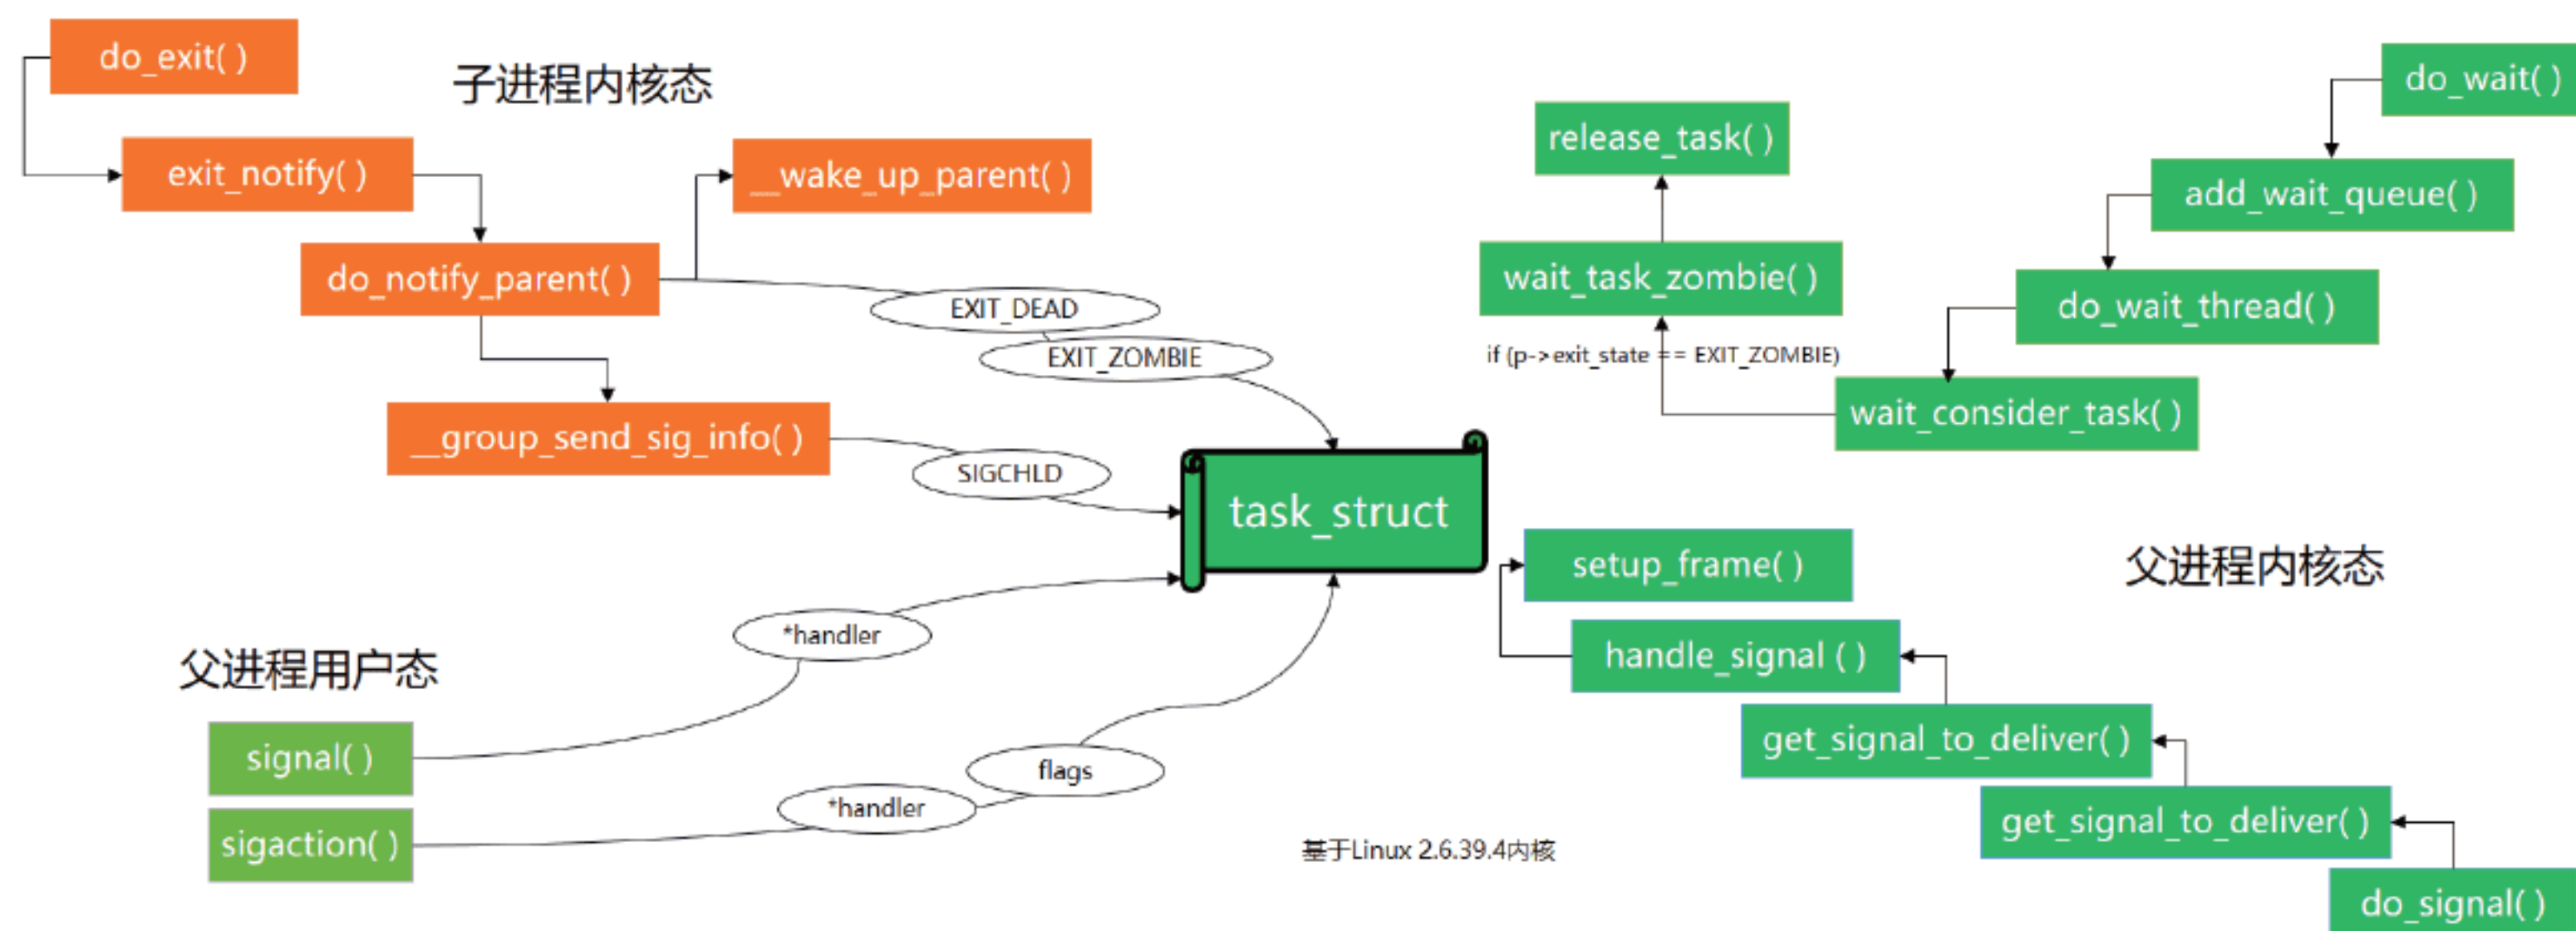 do_exit( )
子进程内核态
exit_notify( )
__wake_up_parent( )
do_notify_parent( )
EXIT_DEAD
EXIT_ZOMBIE
__group_send_sig_info( )
SIGCHLD
task_struct
do_wait( )
release_task( )
add_wait_queue( )
wait_task_zombie( )
do_wait_thread( )
if (p->exit_state == EXIT_ZOMBIE)
wait_consider_task( )
父进程用户态
signal( )
*handler
sigaction( )
*handler
flags
setup_frame( )
父进程内核态
handle_signal ( )
get_signal_to_deliver( )
get_signal_to_deliver( )
do_signal( )
基于Linux 2.6.39.4内核